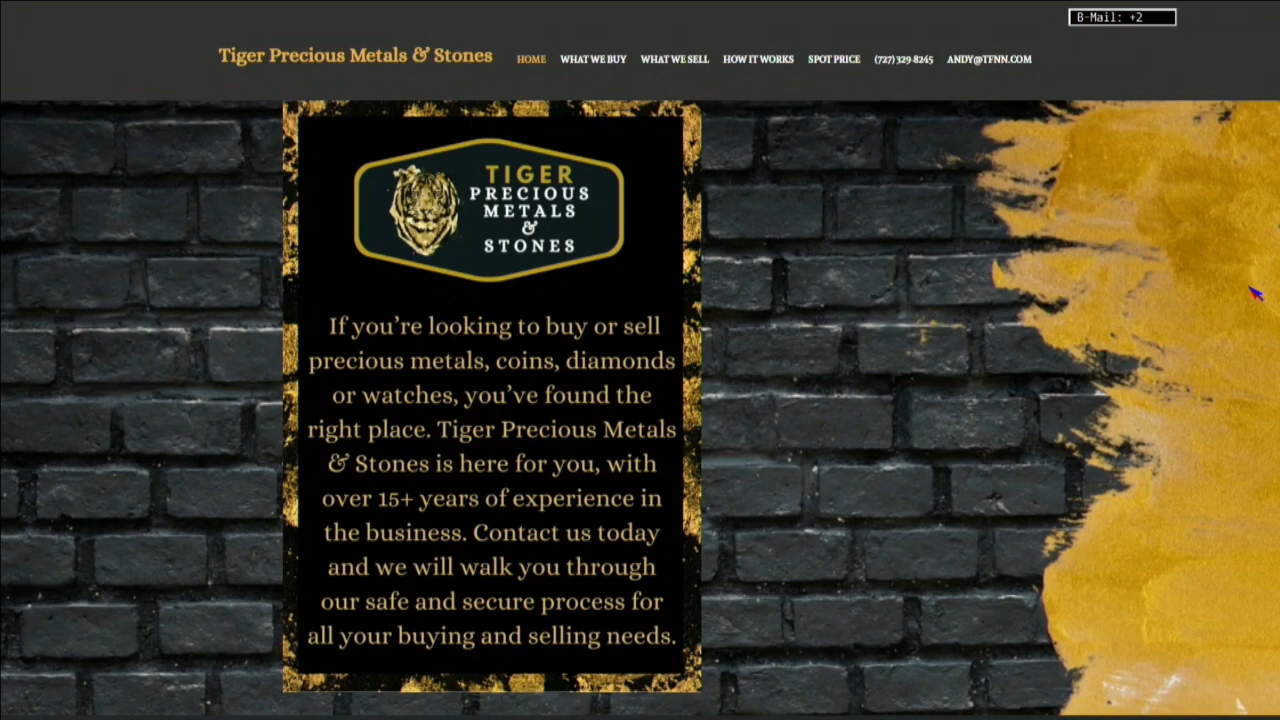 B-Mail: +2
Tiger Precious Metals & Stones HOME WHAT WE BUY WHAT WE SELL HOW IT WORKS SPOT PRICE (727) 329-8245 ANDY@TFNN.COM
TIGER
PRECIOUS
METALS
&
STONES
If you’re looking to buy or sell
precious metals, coins, diamonds
or watches, you’ve found the
right place. Tiger Precious Metals
& Stones is here for you, with
over 15+ years of experience in
the business. Contact us today
and we will walk you through
our safe and secure process for
all your buying and selling needs.